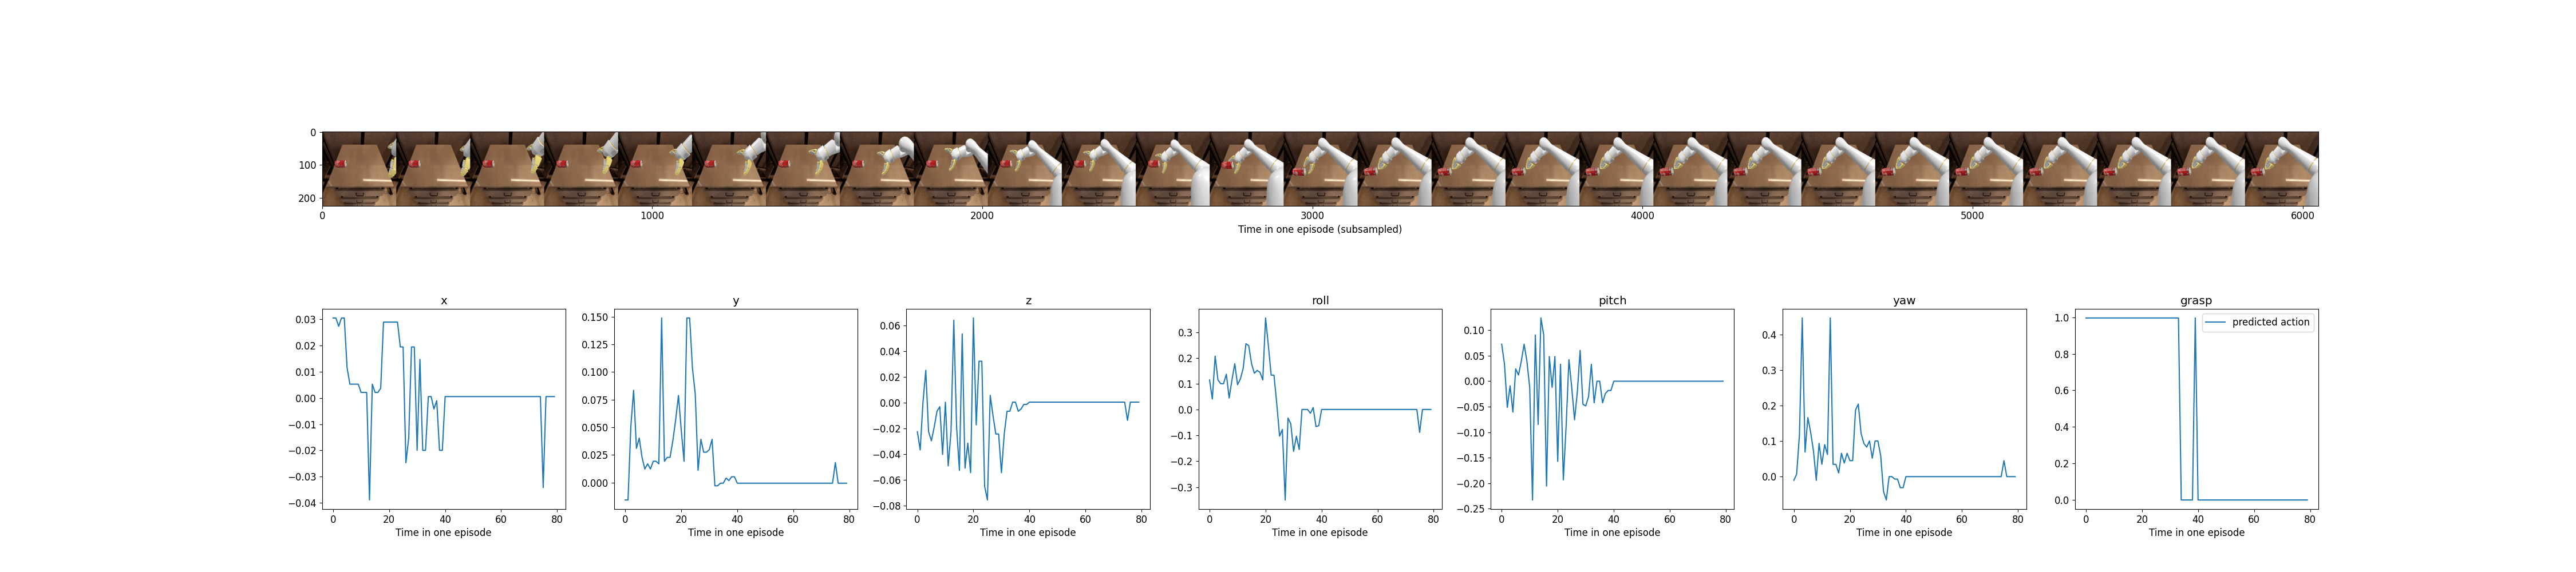 0
100
200
0 1000 2000 3000 4000 5000 6000
Time in one episode (subsampled)
x
0.03
0.02
0.01
0.00
−0.01
−0.02
−0.03
−0.04
0 20 40 60 80
Time in one episode
y
0.150
0.125
0.100
0.075
0.050
0.025
0.000
0 20 40 60 80
Time in one episode
z
0.06
0.04
0.02
0.00
−0.02
−0.04
−0.06
−0.08
0 20 40 60 80
Time in one episode
roll
0.3
0.2
0.1
0.0
−0.1
−0.2
−0.3
0 20 40 60 80
Time in one episode
pitch
0.10
0.05
0.00
−0.05
−0.10
−0.15
−0.20
−0.25
0 20 40 60 80
Time in one episode
yaw
0.4
0.3
0.2
0.1
0.0
0 20 40 60 80
Time in one episode
grasp
predicted action
1.0
0.8
0.6
0.4
0.2
0.0
0 20 40 60 80
Time in one episode